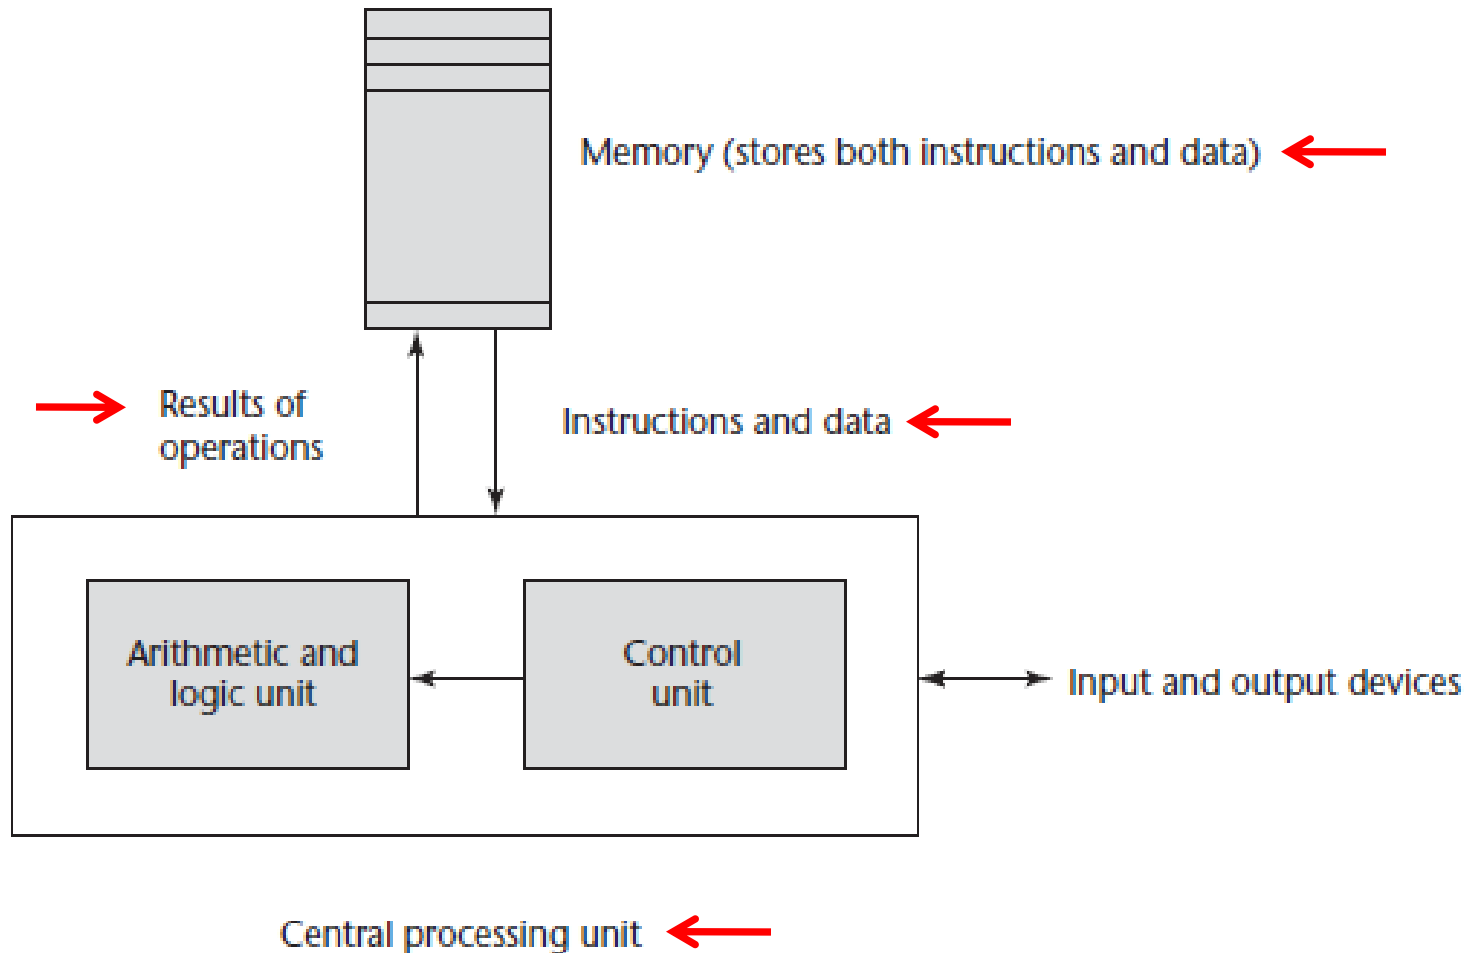 Memory (stores both instructions and data)
Results of
operations
Instructions and data
Arithmetic and
logic unit
Control
unit
Input and output devices
Central processing unit